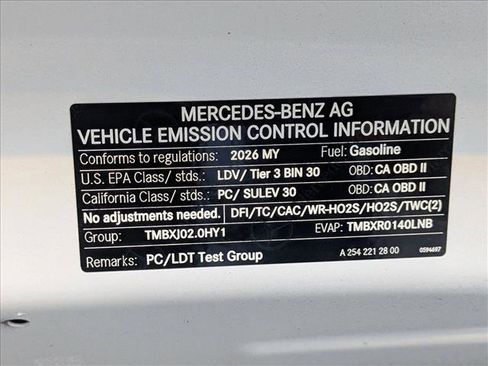 MERCEDES-BENZ AG
VEHICLE EMISSION CONTROL INFORMATION
Conforms to regulations: 2026 MY Fuel: Gasoline
U.S. EPA Class/ stds.: LDV/ Tier 3 BIN 30 OBD: CA OBD II
California Class/ stds.: PC/ SULEV 30 OBD: CA OBD II
No adjustments needed. DFI/TC/CAC/WR-HO2S/HO2S/TWC(2)
Group: TMBXJ02.0HY1 EVAP: TMBXR0140LNB
Remarks: PC/LDT Test Group A 254 221 28 00 0594697